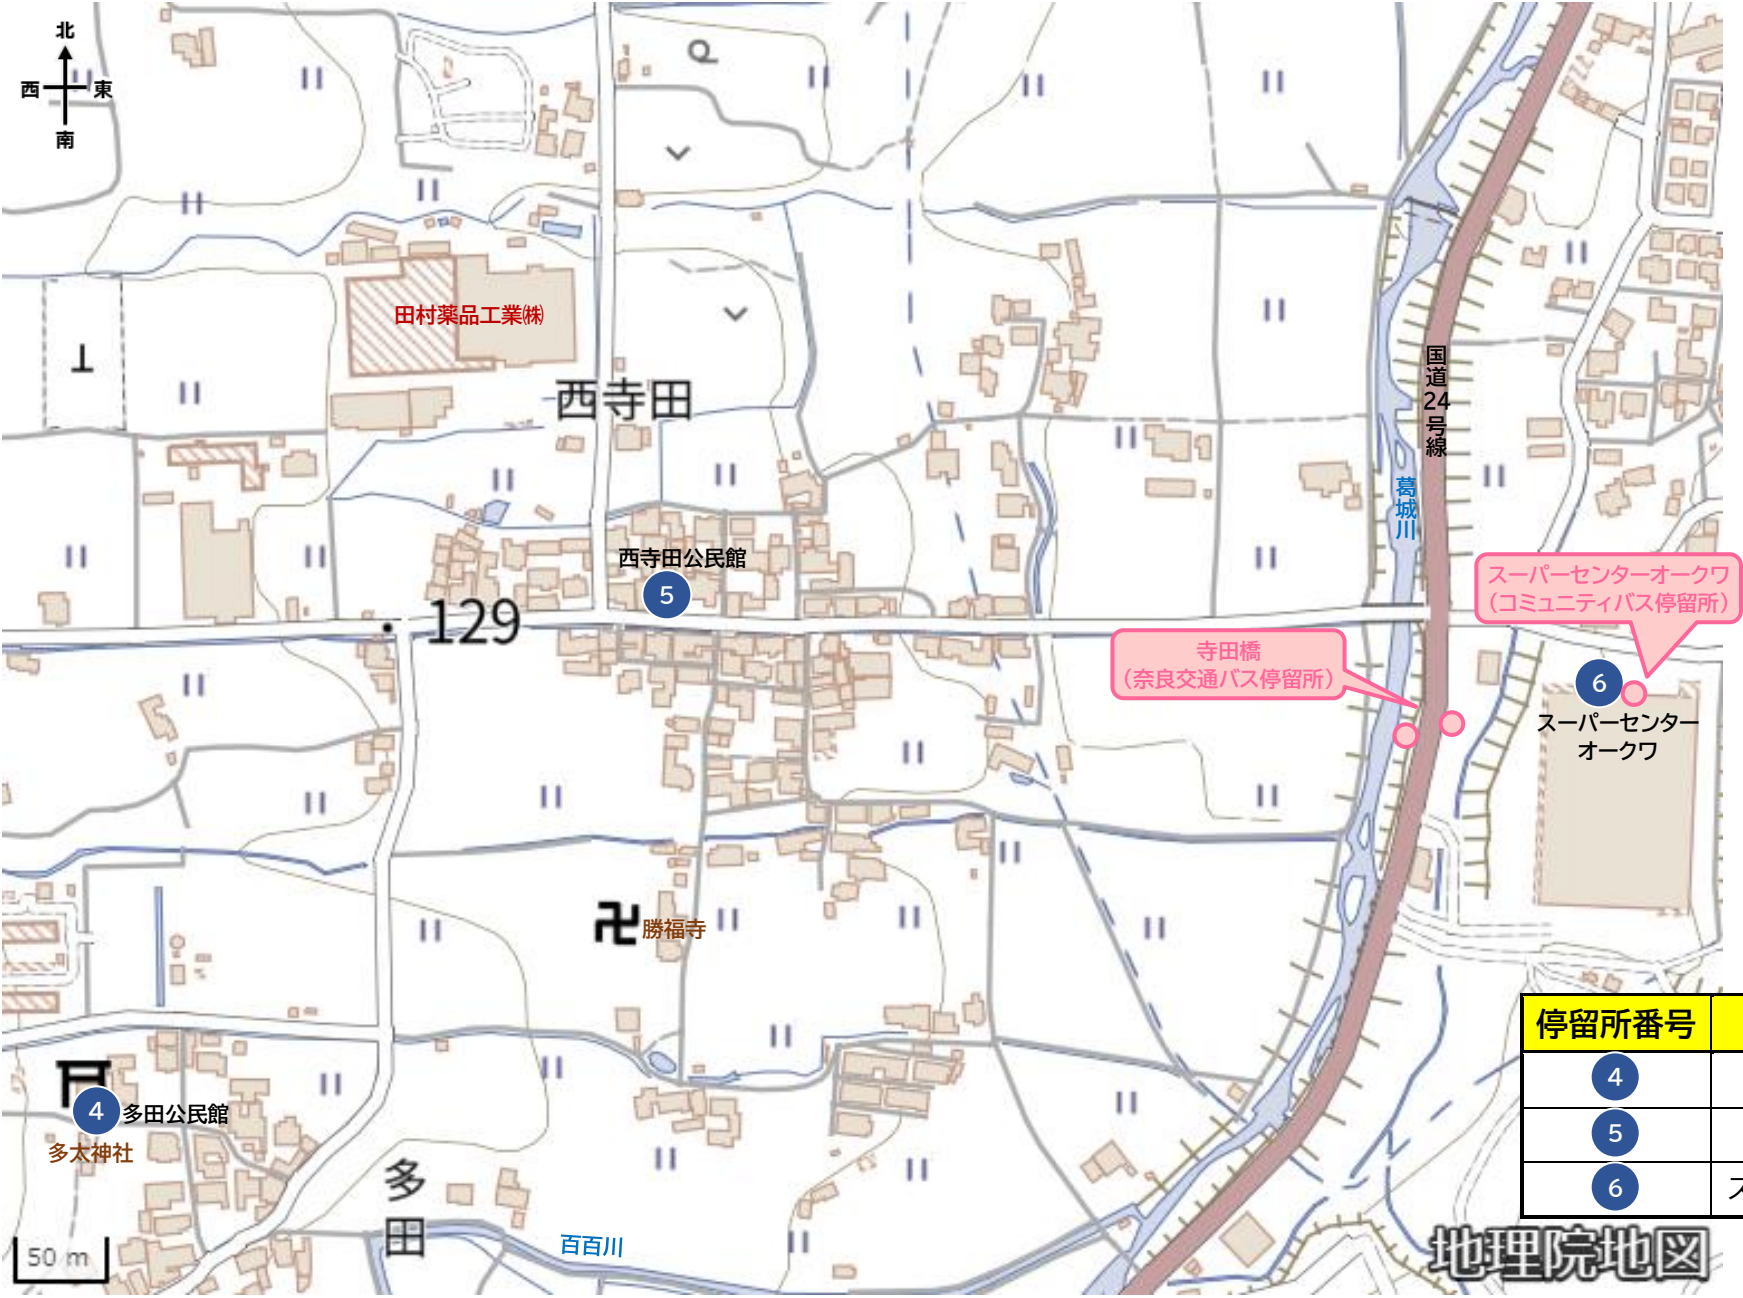 北
西
東
南
田村薬品工業㈱
西寺田
国道24号線
葛城川
西寺田公民館
5
129
スーパーセンターオークワ
(コミュニティバス停留所)
寺田橋
(奈良交通バス停留所)
6
スーパーセンター
オークワ
勝福寺
停留所番号
4
5
6
ス
4
多田公民館
多太神社
多田
百百川
50 m
地理院地図